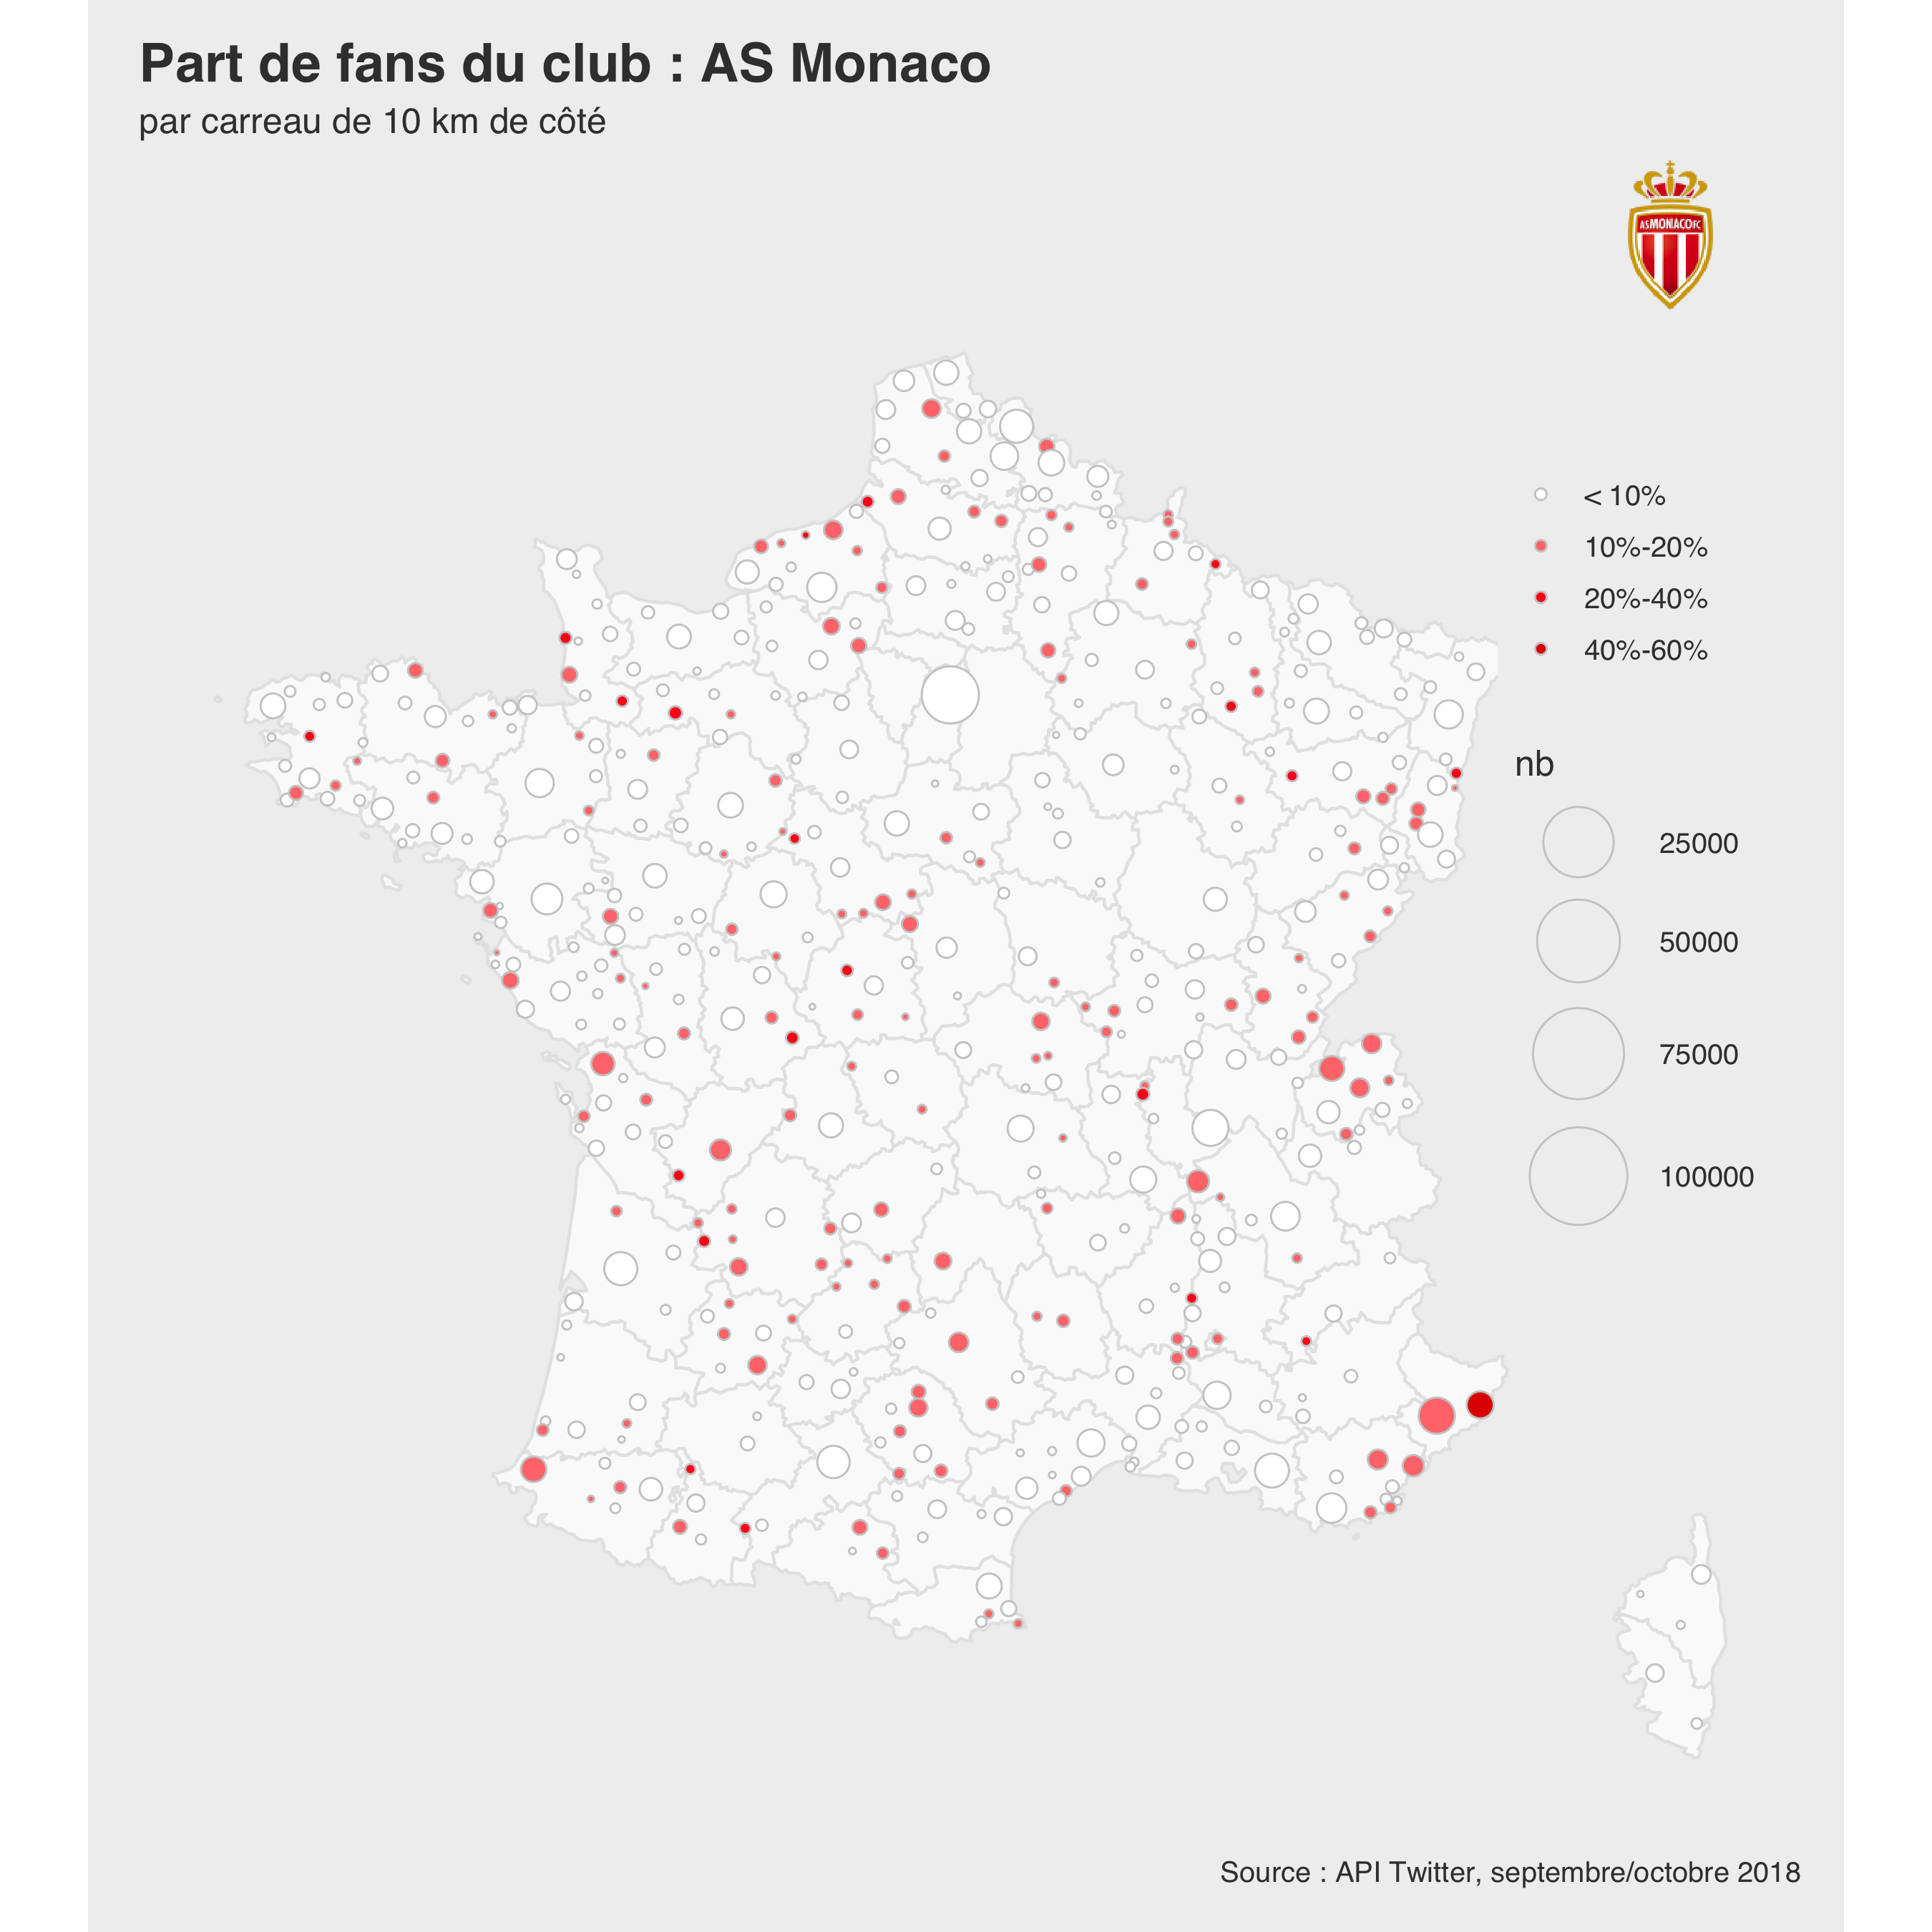 Part de fans du club : AS Monaco
par carreau de 10 km de côté
ASMONACOFC
< 10%
10%-20%
20%-40%
40%-60%
nb
25000
50000
75000
100000
Source : API Twitter, septembre/octobre 2018